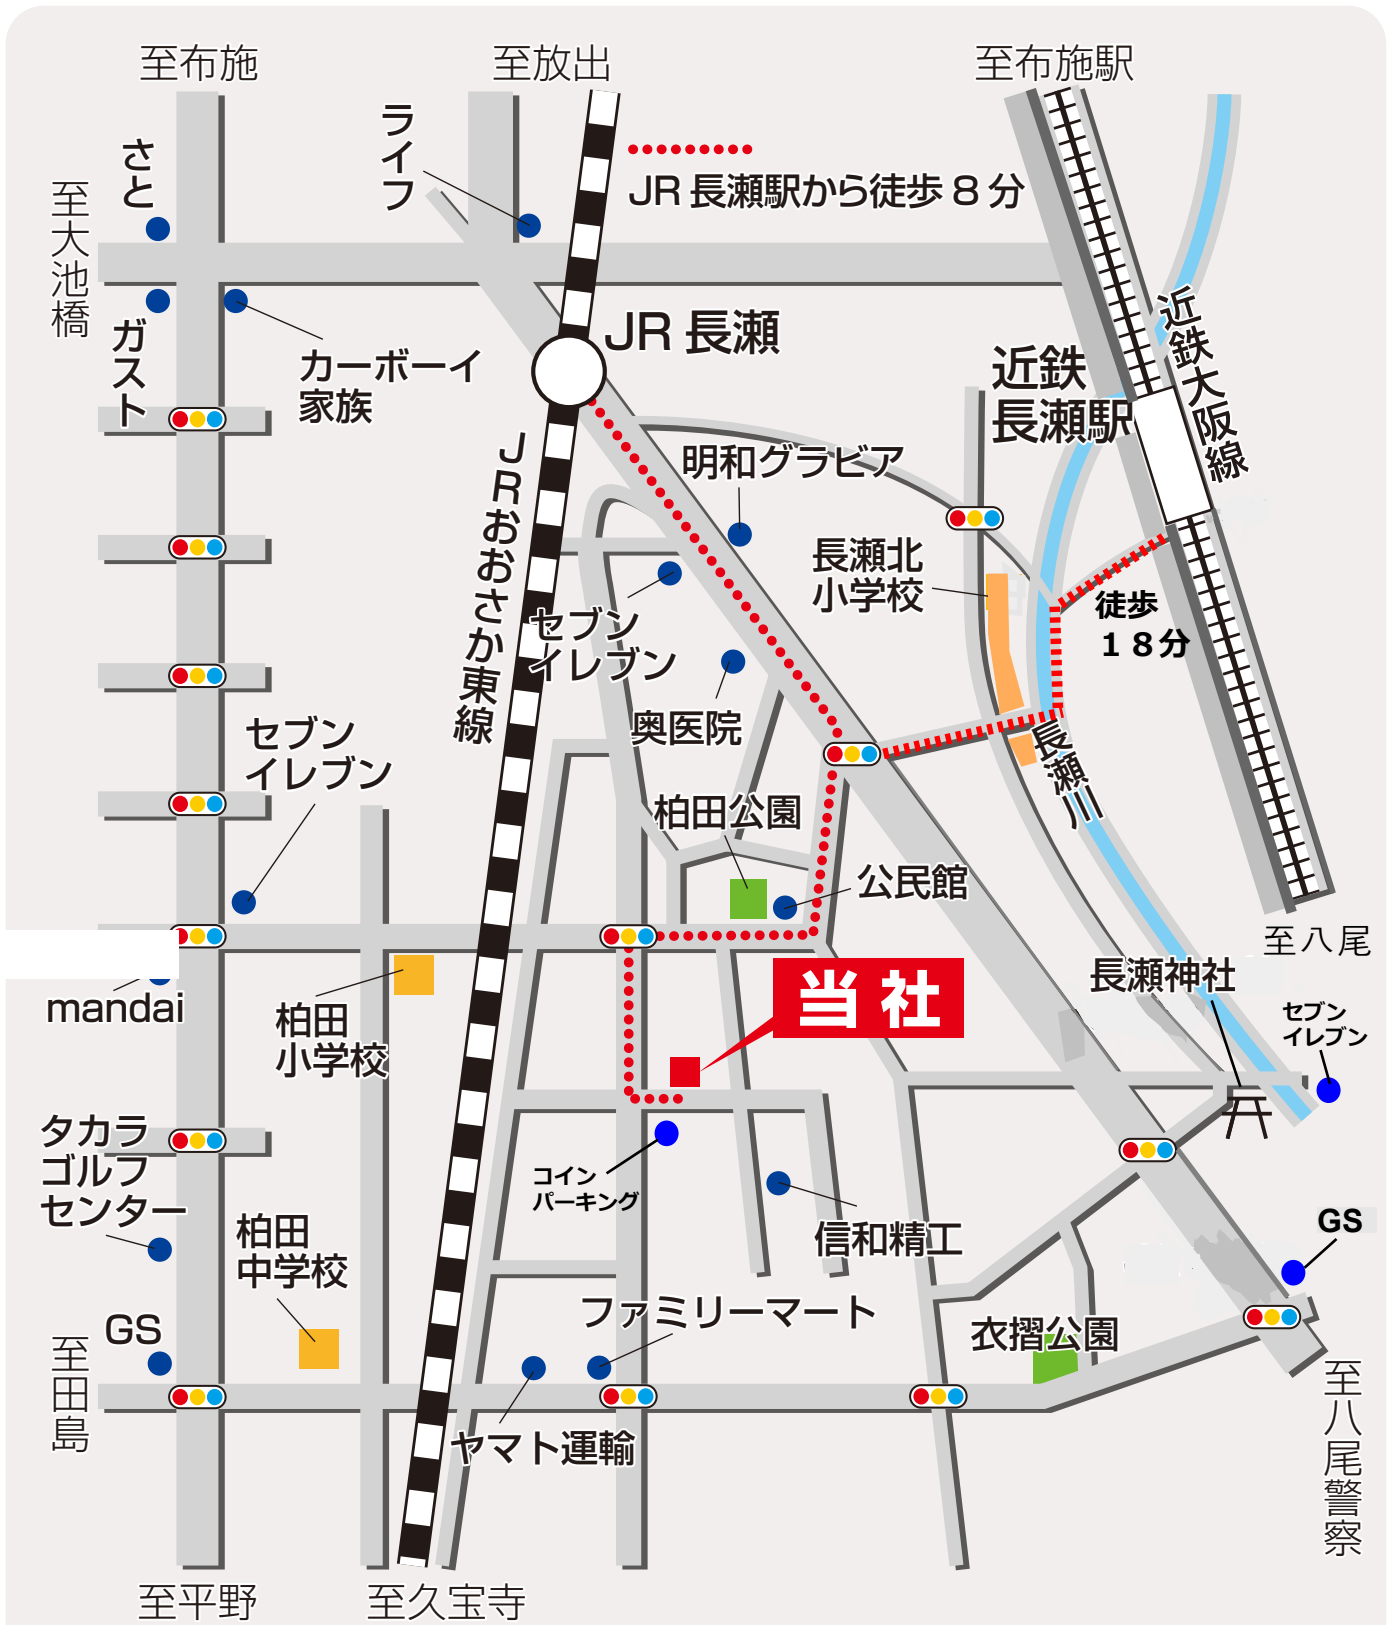 至布施
至放出
至布施駅
ライフ
さと
至大池橋
JR 長瀬駅から徒歩 8 分
ガスト
カーボーイ
家族
JR 長瀬
近鉄
長瀬駅
近鉄大阪線
JRおおさか東線
明和グラビア
長瀬北
小学校
徒歩
１８分
セブン
イレブン
奥医院
セブン
イレブン
長瀬川
柏田公園
公民館
至八尾
長瀬神社
mandai
柏田
小学校
当社
セブン
イレブン
タカラ
ゴルフ
センター
コイン
パーキング
柏田
中学校
信和精工
GS
GS
ファミリーマート
衣摺公園
至田島
ヤマト運輸
至八尾警察
至平野
至久宝寺